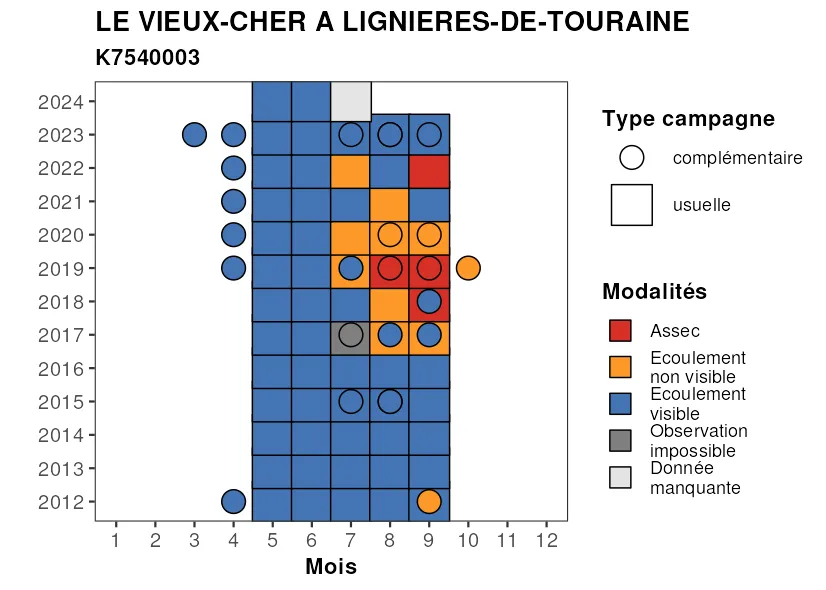 LE VIEUX-CHER A LIGNIERES-DE-TOURAINE
K7540003
2024
2023
2022
2021
2020
2019
2018
2017
2016
2015
2014
2013
2012
1 2 3 4 5 6 7 8 9 10 11 12
Mois
Type campagne
complémentaire
usuelle
Modalités
Assec
Ecoulement
non visible
Ecoulement
visible
Observation
impossible
Donnée
manquante